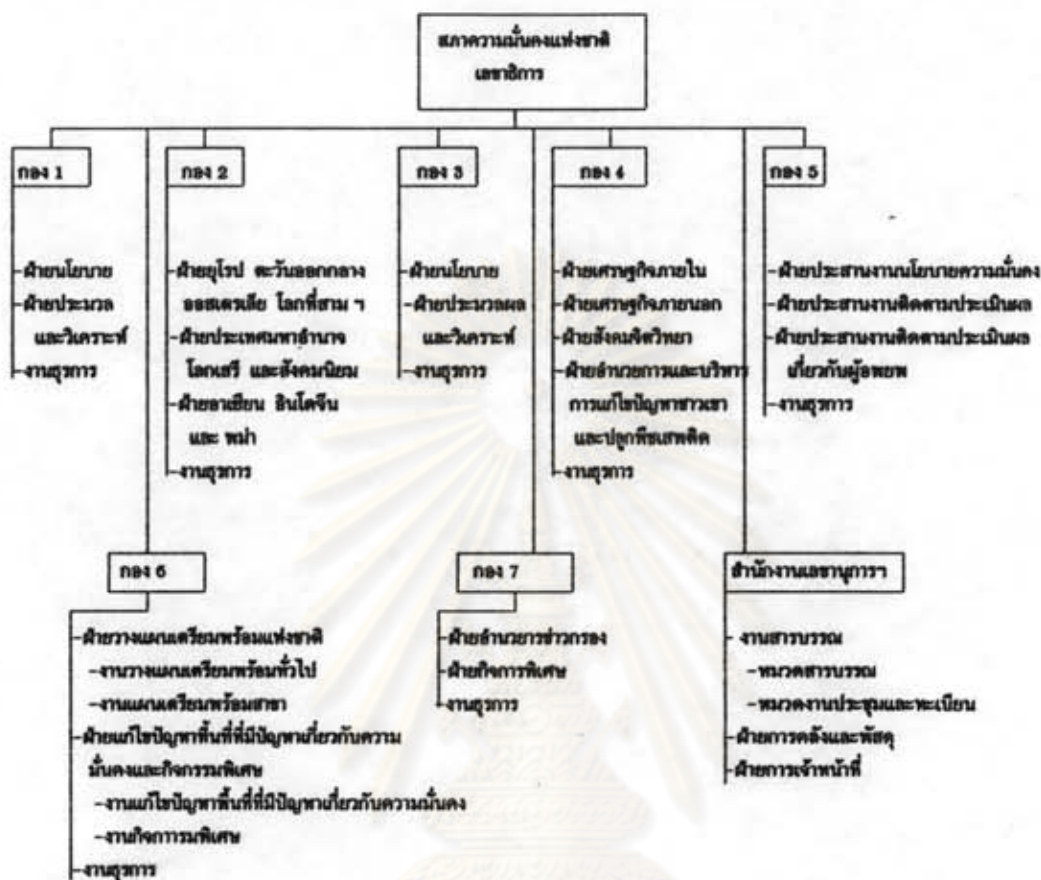 สภาความมั่นคงแห่งชาติ
เลขาธิการ
กอง 1
-ฝ่ายนโยบาย
-ฝ่ายประมวล
และวิเคราะห์
-งานธุรการ
กอง 2
-ฝ่ายยุโรป ตะวันออกกลาง
ออสเตรเลีย โลกที่สาม ฯ
-ฝ่ายประเทศมหาอำนาจ
โลกเสรี และสังคมนิยม
-ฝ่ายอาเซียน อินโดจีน
และ พม่า
-งานธุรการ
กอง 3
-ฝ่ายนโยบาย
-ฝ่ายประมวลผล
และวิเคราะห์
-งานธุรการ
กอง 4
-ฝ่ายเศรษฐกิจภายใน
-ฝ่ายเศรษฐกิจภายนอก
-ฝ่ายสังคมจิตวิทยา
-ฝ่ายอำนวยการและบริหาร
การแก้ไขปัญหาชาวเขา
และปลูกพืชเสพติด
-งานธุรการ
กอง 5
-ฝ่ายประสานงานนโยบายความมั่นคง
-ฝ่ายประสานงานติดตามประเมินผล
-ฝ่ายประสานงานติดตามประเมินผล
เกี่ยวกับผู้อพยพ
-งานธุรการ
กอง 6
-ฝ่ายวางแผนเตรียมพร้อมแห่งชาติ
-งานวางแผนเตรียมพร้อมทั่วไป
-งานแผนเตรียมพร้อมสาขา
-ฝ่ายแก้ไขปัญหาพื้นที่ที่มีปัญหาเกี่ยวกับความ
มั่นคงและกิจกรรมพิเศษ
-งานแก้ไขปัญหาพื้นที่ที่มีปัญหาเกี่ยวกับความมั่นคง
-งานกิจการรมพิเศษ
-งานธุรการ
กอง 7
-ฝ่ายอำนวยารข่าวกรอง
-ฝ่ายกิจการพิเศษ
-งานธุรการ
สำนักงานเลขานุการฯ
งานสารบรรณ
-หมวดสารบรรณ
-หมวดงานประชุมและทะเบียน
-ฝ่ายการคลังและพัสดุ
-ฝ่ายการเจ้าหน้าที่